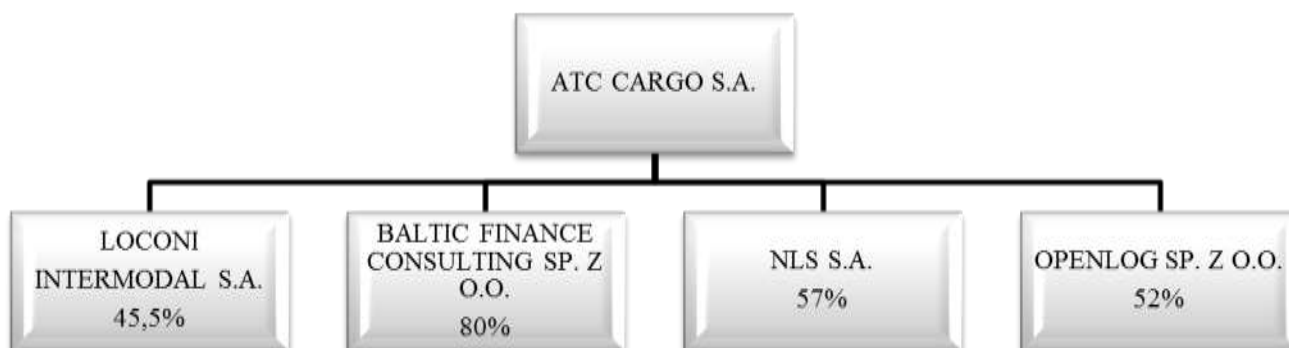 ATC CARGO S.A.
LOCONI
INTERMODAL S.A.
45,5%
BALTIC FINANCE
CONSULTING SP. Z
O.O.
80%
NLS S.A.
57%
OPENLOG SP. Z O.O.
52%